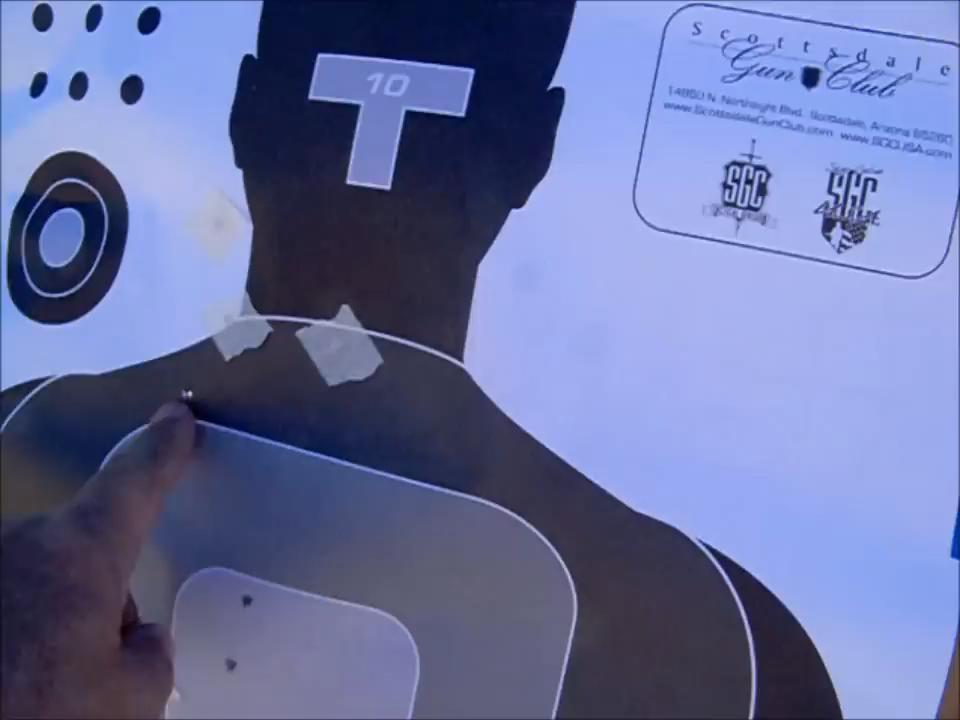 10
Scottsdale
Gun Club
14860 N. Northsight Blvd. Scottsdale, Arizona 85260
www.ScottsdaleGunClub.com www.SGCUSA.com
SGC
SGC